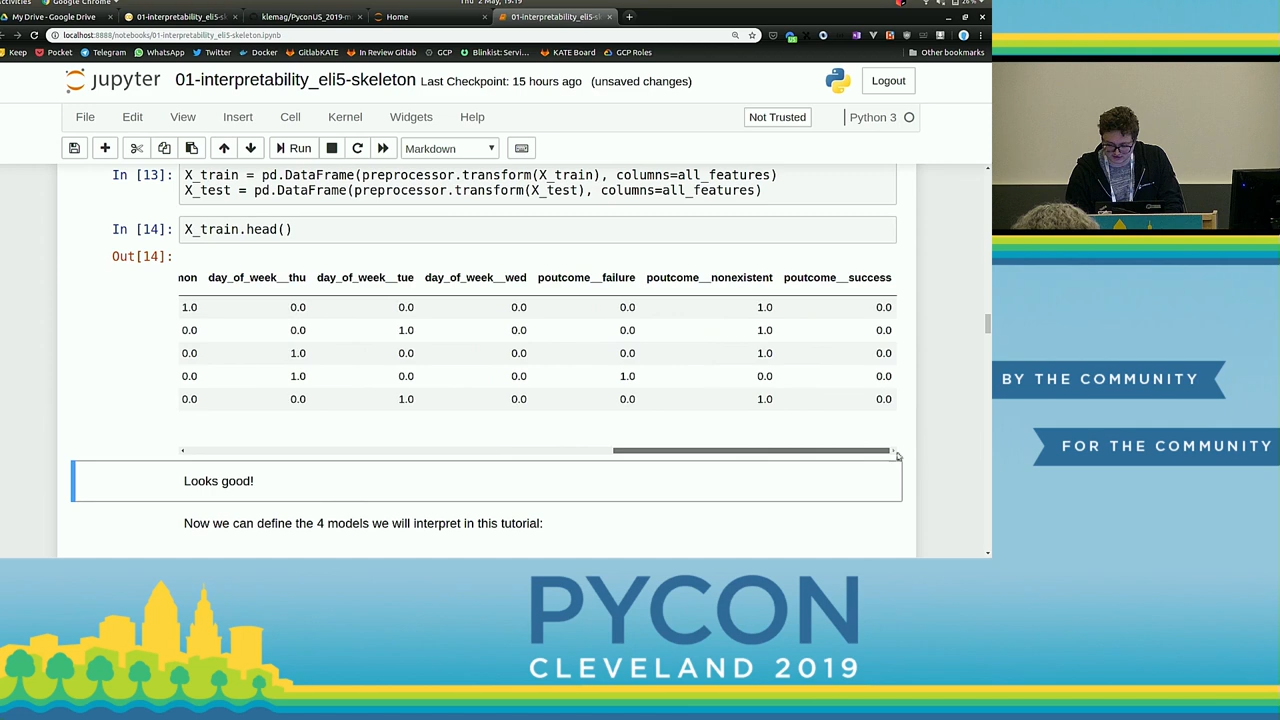 Google Chrome
Thu 2 May, 19:19
26 %
My Drive - Google Drive
01-interpretability_eli5-s
klemag/PyconUS_2019-m
Home
01-interpretability_eli5-sk
localhost:8888/notebooks/01-interpretability_eli5-skeleton.ipynb
Keep
Pocket
Telegram
WhatsApp
Twitter
Docker
GitlabKATE
In Review Gitlab
GCP
Blinkist: Servi...
KATE Board
GCP Roles
Other bookmarks
jupyter 01-interpretability_eli5-skeleton Last Checkpoint: 15 hours ago (unsaved changes)
Logout
File Edit View Insert Cell Kernel Widgets Help
Not Trusted
Python 3
Run
Markdown
In [13]: X_train = pd.DataFrame(preprocessor.transform(X_train), columns=all_features)
X_test = pd.DataFrame(preprocessor.transform(X_test), columns=all_features)
In [14]: X_train.head()
Out[14]:
mon day_of_week__thu day_of_week__tue day_of_week__wed poutcome__failure poutcome__nonexistent poutcome__success
1.0 0.0 0.0 0.0 0.0 1.0 0.0
0.0 0.0 1.0 0.0 0.0 1.0 0.0
0.0 1.0 0.0 0.0 0.0 1.0 0.0
0.0 1.0 0.0 0.0 1.0 0.0 0.0
0.0 0.0 1.0 0.0 0.0 1.0 0.0
Looks good!
Now we can define the 4 models we will interpret in this tutorial:
BY THE COMMUNITY
FOR THE COMMUNITY
PYCON
CLEVELAND 2019